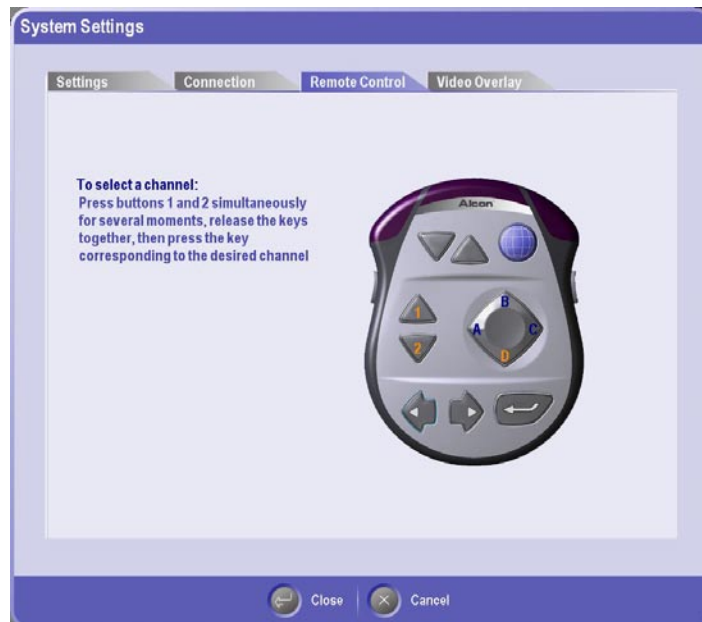 System Settings
Settings
Connection
Remote Control
Video Overlay
To select a channel:
Press buttons 1 and 2 simultaneously
for several moments, release the keys
together, then press the key
corresponding to the desired channel
Alcon
B
1
A
C
2
D
Close
Cancel